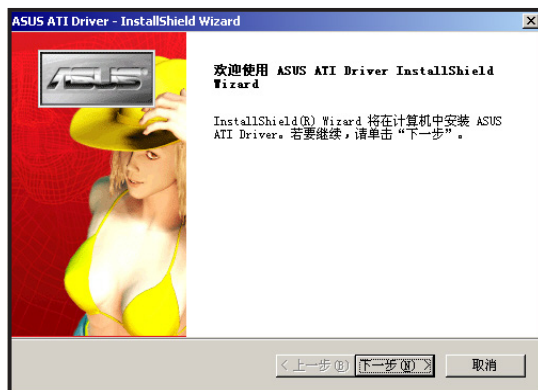 ASUS ATI Driver - InstallShield Wizard
ASUS
欢迎使用 ASUS ATI Driver InstallShield
Wizard
InstallShield(R) Wizard 将在计算机中安装 ASUS
ATI Driver。若要继续，请单击“下一步”。
< 上一步(B)
下一步(N) >
取消